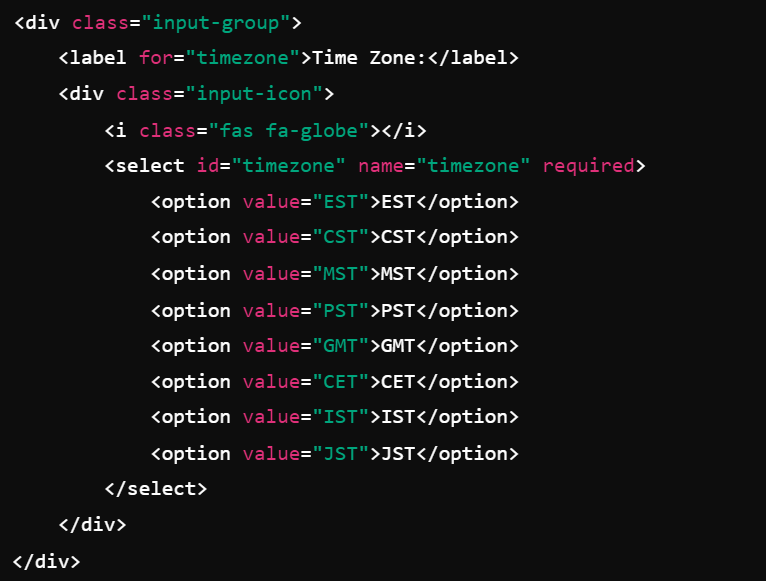 <div class="input-group">
    <label for="timezone">Time Zone:</label>
    <div class="input-icon">
        <i class="fas fa-globe"></i>
        <select id="timezone" name="timezone" required>
            <option value="EST">EST</option>
            <option value="CST">CST</option>
            <option value="MST">MST</option>
            <option value="PST">PST</option>
            <option value="GMT">GMT</option>
            <option value="CET">CET</option>
            <option value="IST">IST</option>
            <option value="JST">JST</option>
        </select>
    </div>
</div>